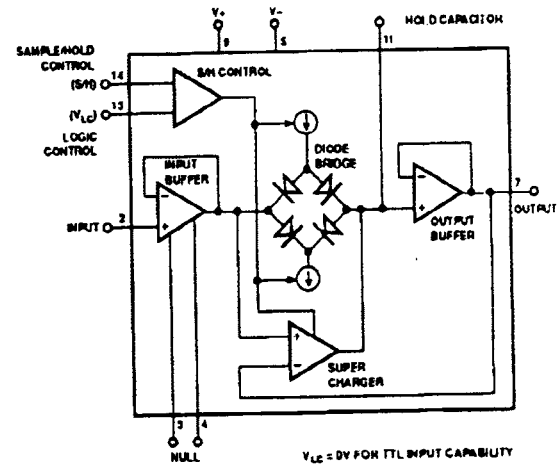 V+
V-
HOLD CAPACITOR
9
5
11
SAMPLE/HOLD
CONTROL
(S/H)
14
S/H CONTROL
(VLC)
13
LOGIC
CONTROL
INPUT
BUFFER
DIODE
BRIDGE
INPUT
2
7
OUTPUT
OUTPUT
BUFFER
SUPER
CHARGER
3
4
NULL
VLC = 0V FOR TTL INPUT CAPABILITY